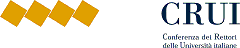 CRUI
Conferenza dei Rettori
delle Università italiane